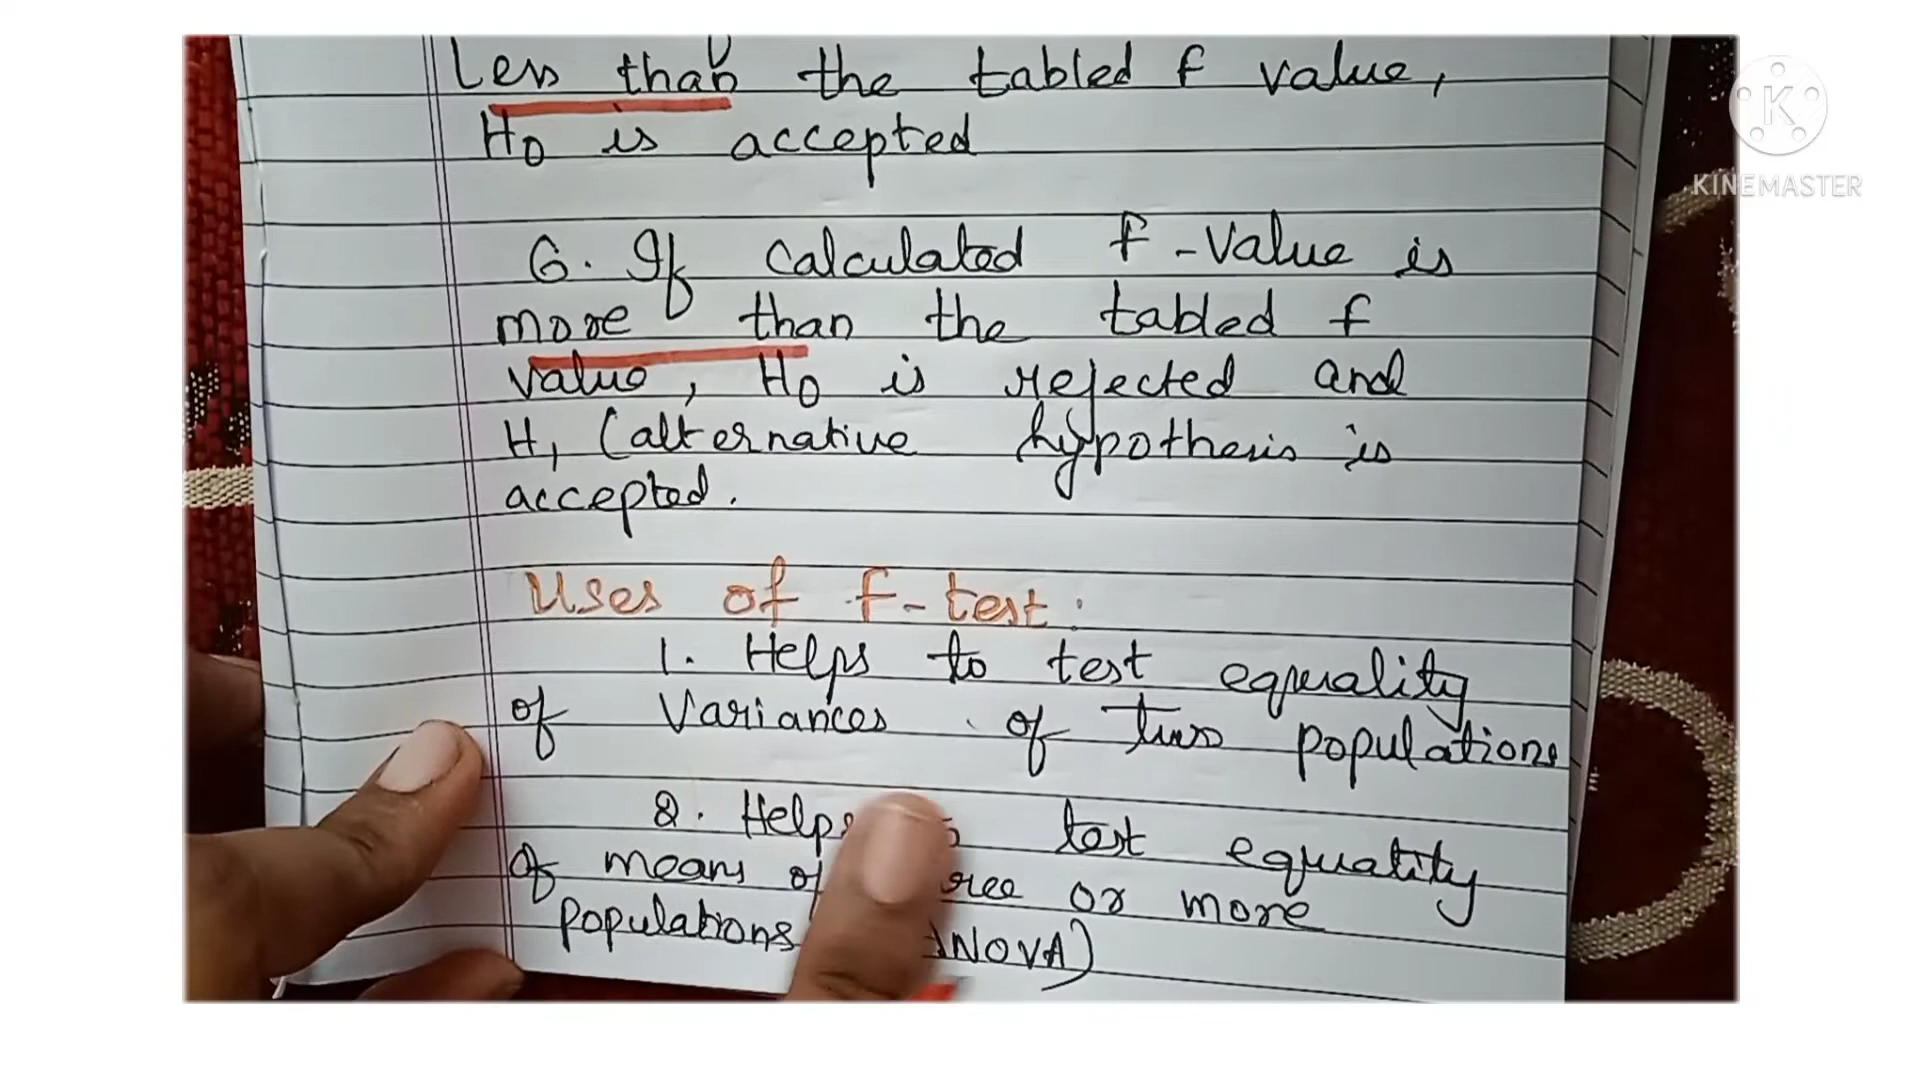 Less than the tabled f value,
H0 is accepted
6. If calculated f-value is
more than the tabled f
value, H0 is rejected and
H1 (alternative hypothesis is
accepted.
Uses of f-test:
1. Helps to test equality
of Variances of two populations
2. Helps test equality
of means of or more
populations ANOVA)
KINEMASTER